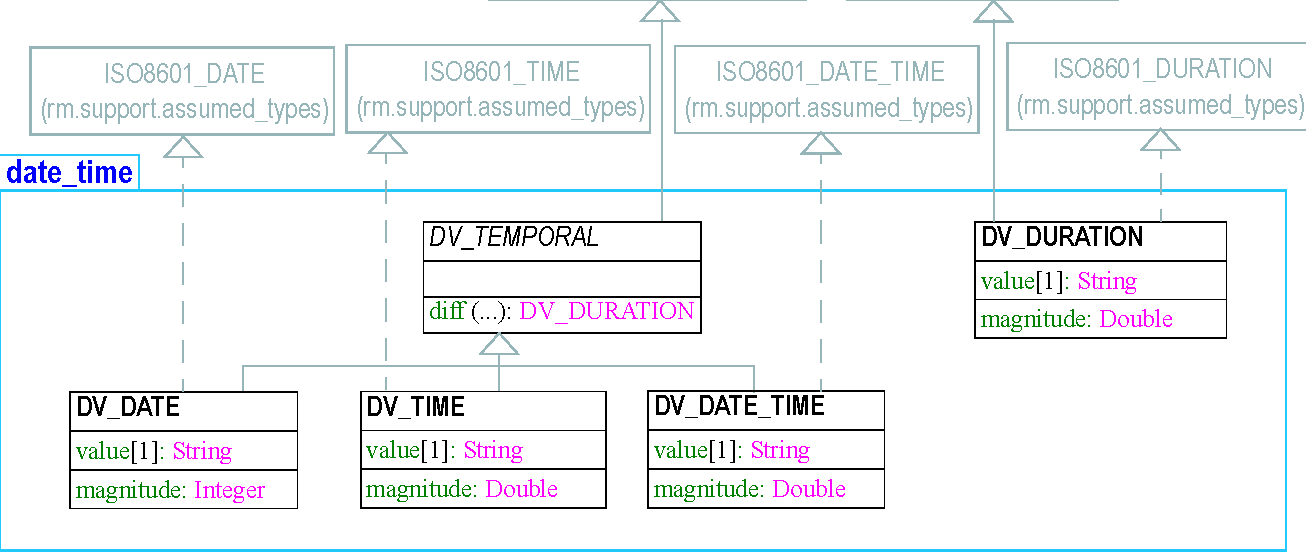 ISO8601_DATE
(rm.support.assumed_types)
ISO8601_TIME
(rm.support.assumed_types)
ISO8601_DATE_TIME
(rm.support.assumed_types)
ISO8601_DURATION
(rm.support.assumed_types)
date_time
DV_TEMPORAL
diff (...): DV_DURATION
DV_DURATION
value[1]: String
magnitude: Double
DV_DATE
value[1]: String
magnitude: Integer
DV_TIME
value[1]: String
magnitude: Double
DV_DATE_TIME
value[1]: String
magnitude: Double